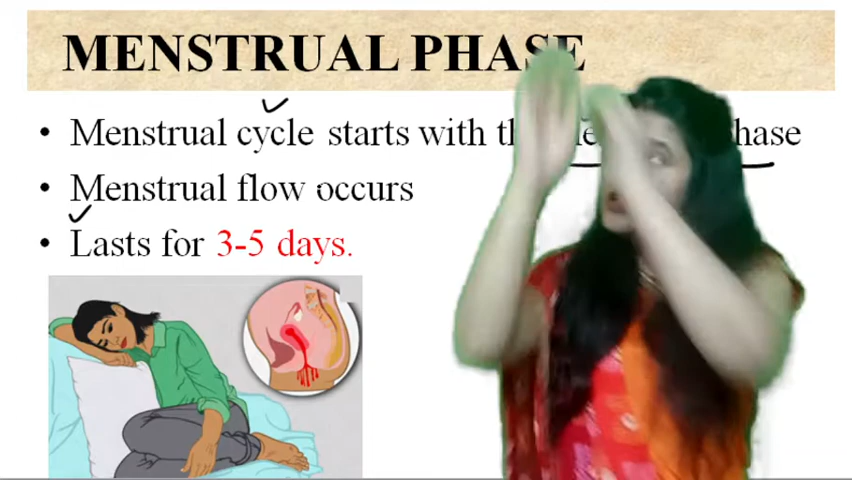 MENSTRUAL PHASE
• Menstrual cycle starts with
• Menstrual flow occurs
• Lasts for 3-5 days.